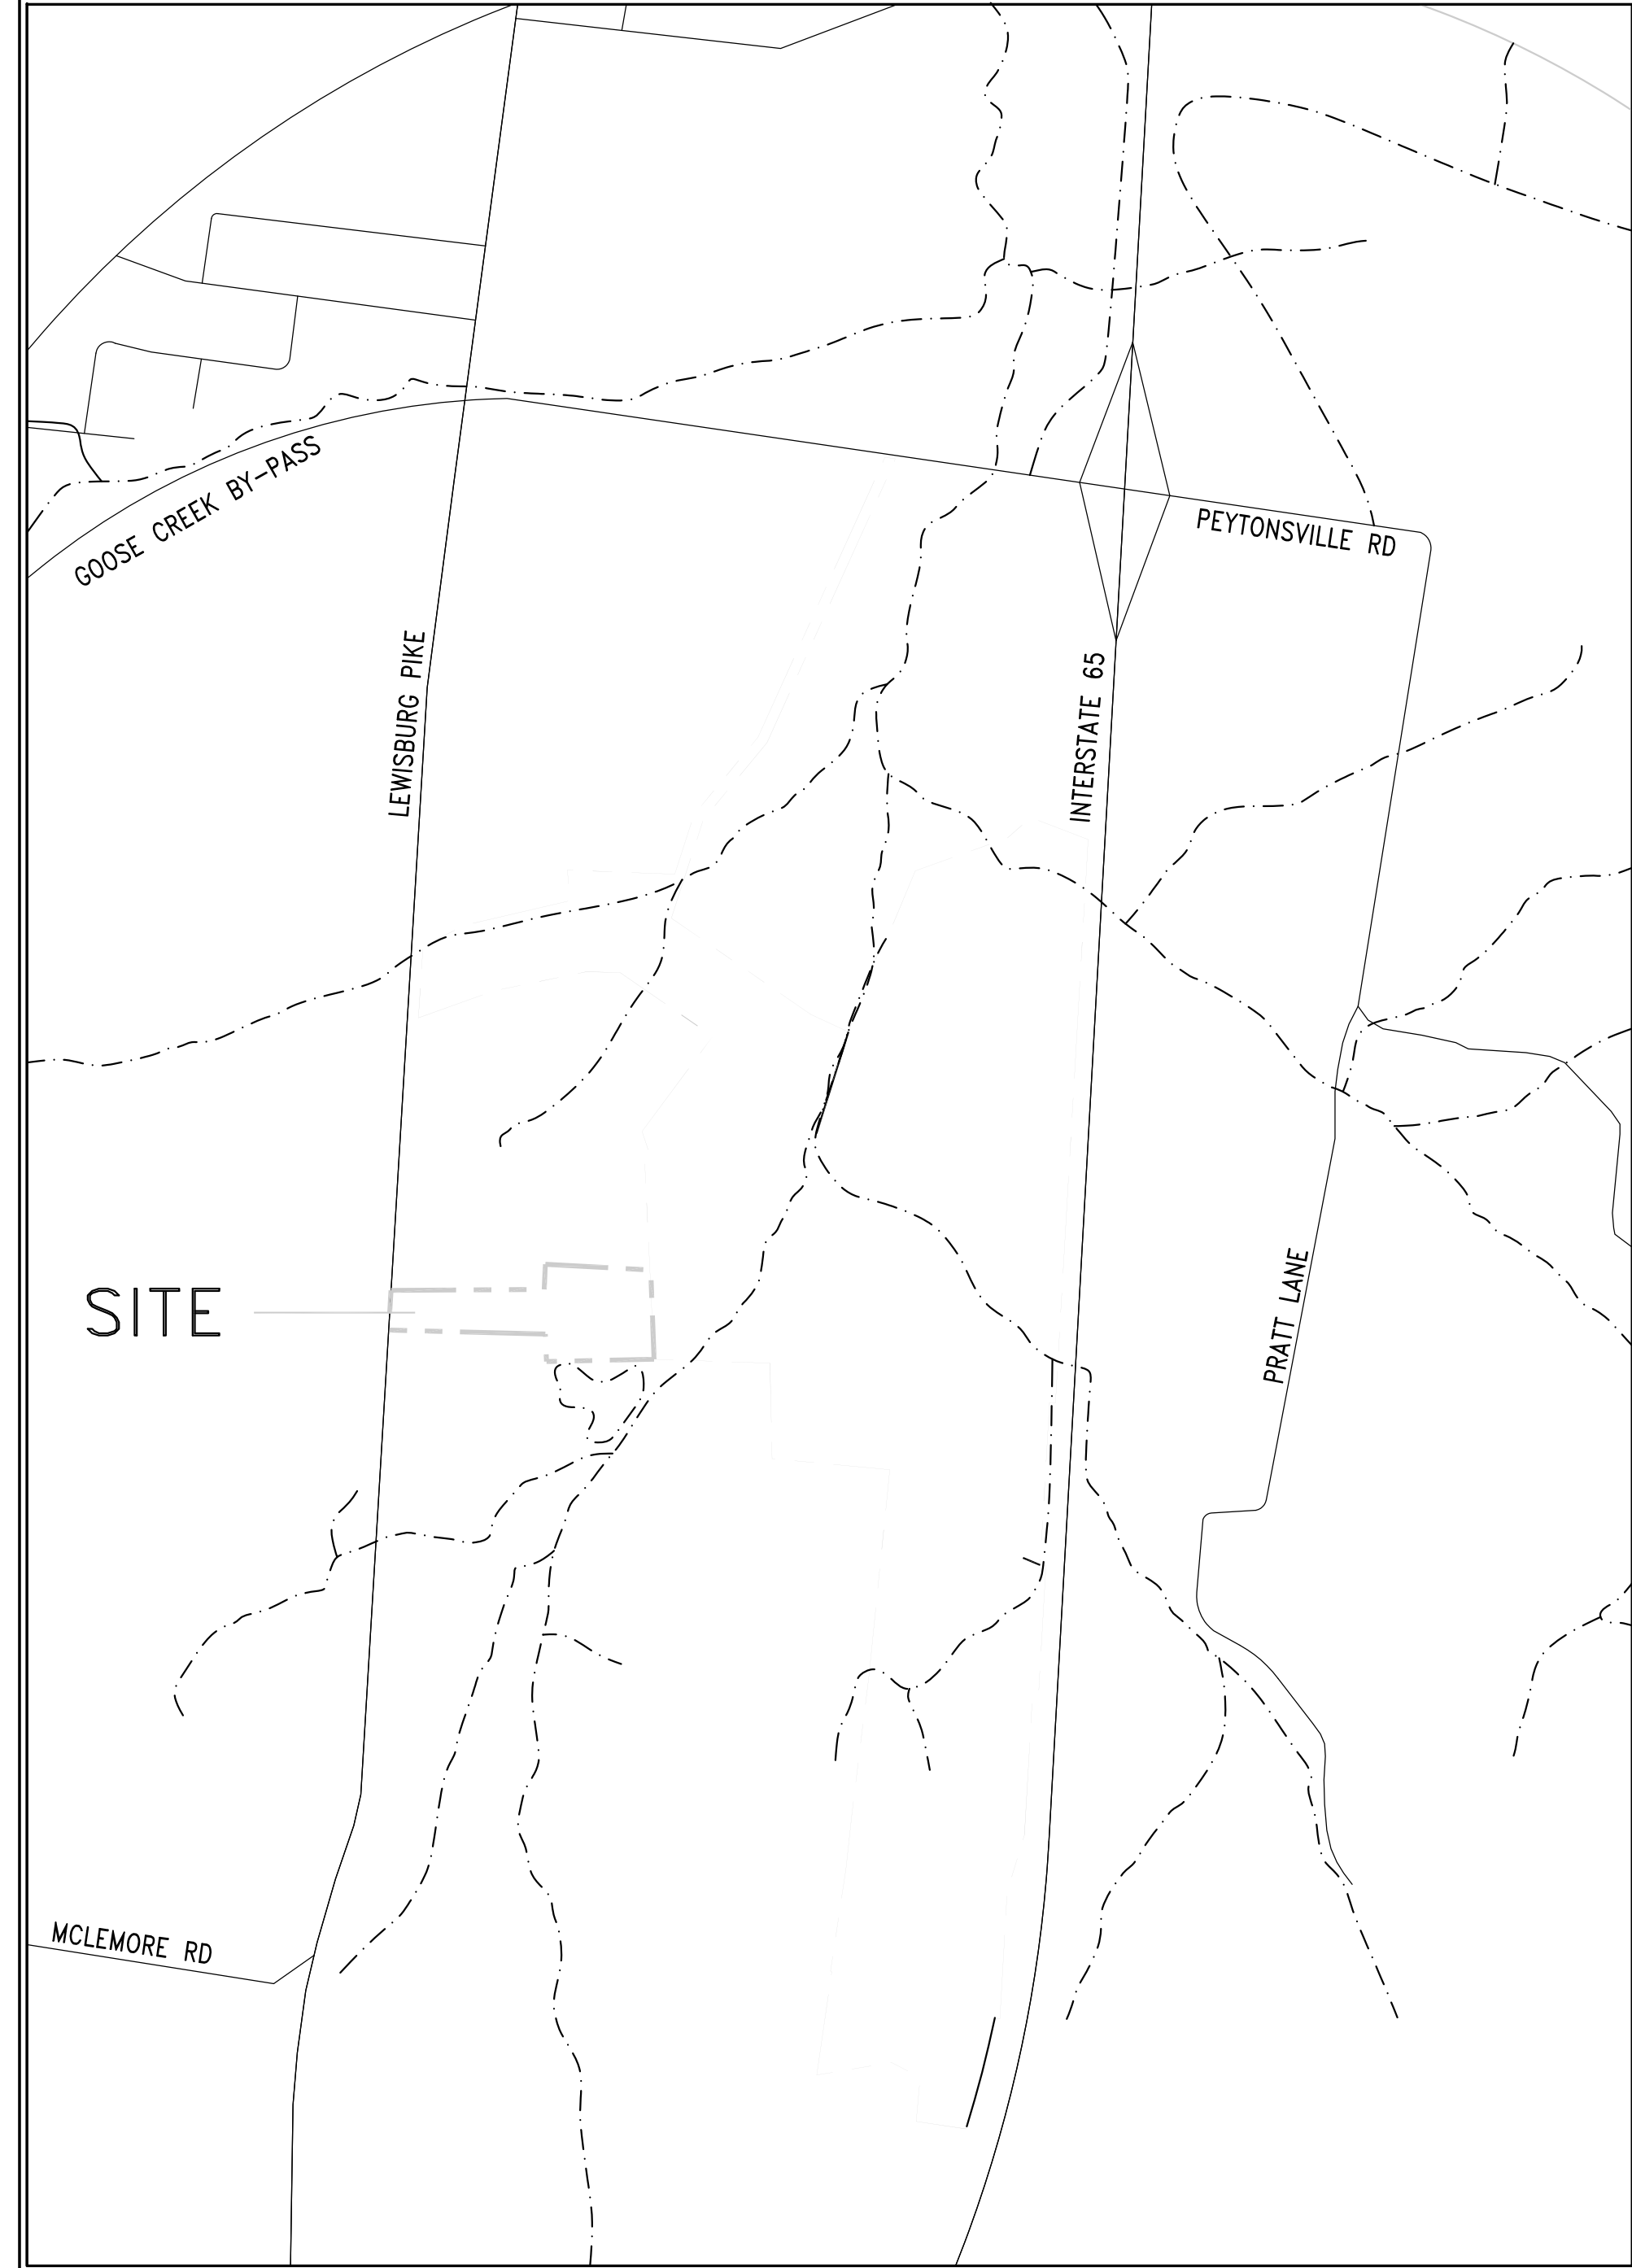 GOOSE CREEK BY-PASS
PEYTONSVILLE RD
LEWISBURG PIKE
INTERSTATE 65
SITE
PRATT LANE
MCLEMORE RD